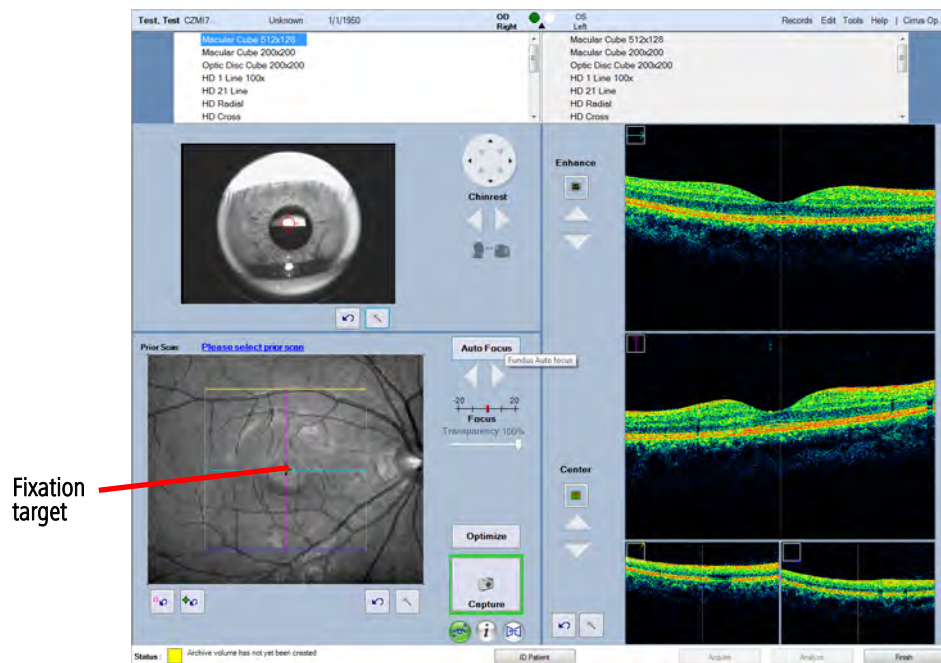 Test, Test CZMI7... Unknown 1/1/1950 OD Right OS Left Records Edit Tools Help | Cirrus Op.
Macular Cube 512x128
Macular Cube 200x200
Optic Disc Cube 200x200
HD 1 Line 100x
HD 21 Line
HD Radial
HD Cross
Macular Cube 512x128
Macular Cube 200x200
Optic Disc Cube 200x200
HD 1 Line 100x
HD 21 Line
HD Radial
HD Cross
Chinrest
Enhance
Prior Scan: Please select prior scan
Auto Focus
Fundus Auto focus
-20 20
Focus
Transparency 100%
Fixation
target
Center
Optimize
Capture
i
Status : Archive volume has not yet been created
ID Patient
Acquire
Analyze
Finish